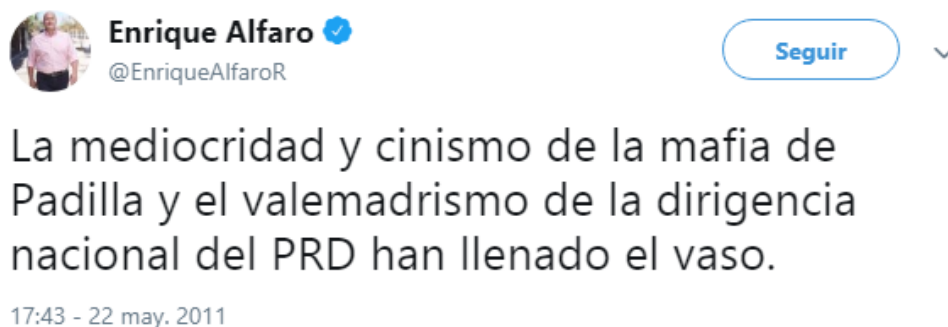 Enrique Alfaro
@EnriqueAlfaroR
Seguir
La mediocridad y cinismo de la mafia de
Padilla y el valemadrismo de la dirigencia
nacional del PRD han llenado el vaso.
17:43 - 22 may. 2011